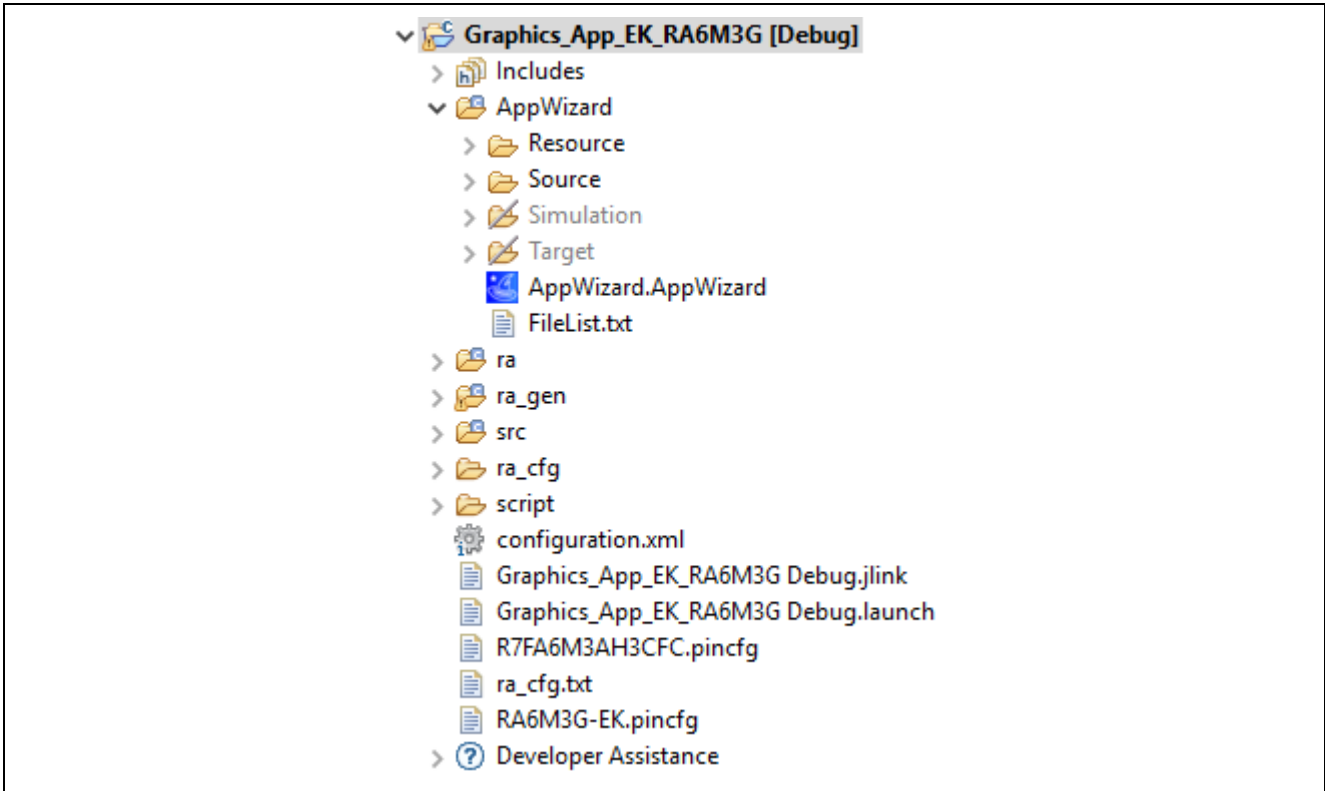 Graphics_App_EK_RA6M3G [Debug]
Includes
AppWizard
Resource
Source
Simulation
Target
AppWizard.AppWizard
FileList.txt
ra
ra_gen
src
ra_cfg
script
configuration.xml
Graphics_App_EK_RA6M3G Debug.jlink
Graphics_App_EK_RA6M3G Debug.launch
R7FA6M3AH3CFC.pincfg
ra_cfg.txt
RA6M3G-EK.pincfg
Developer Assistance